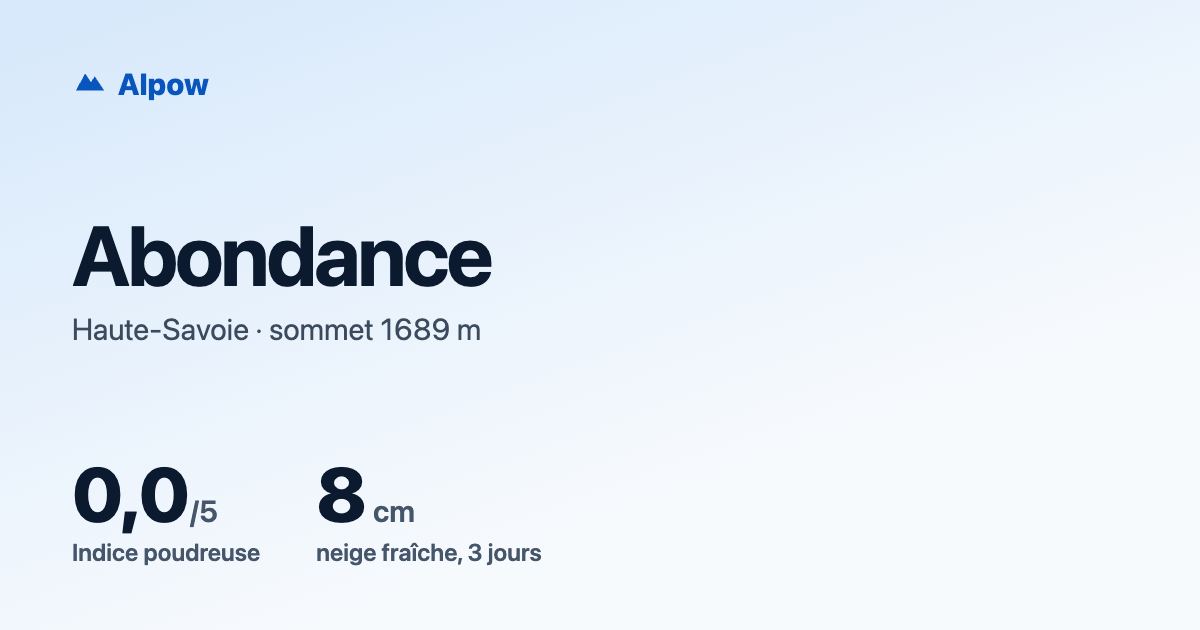 Alpow
Abondance
Haute-Savoie · sommet 1689 m
0,0/5
8 cm
Indice poudreuse
neige fraîche, 3 jours